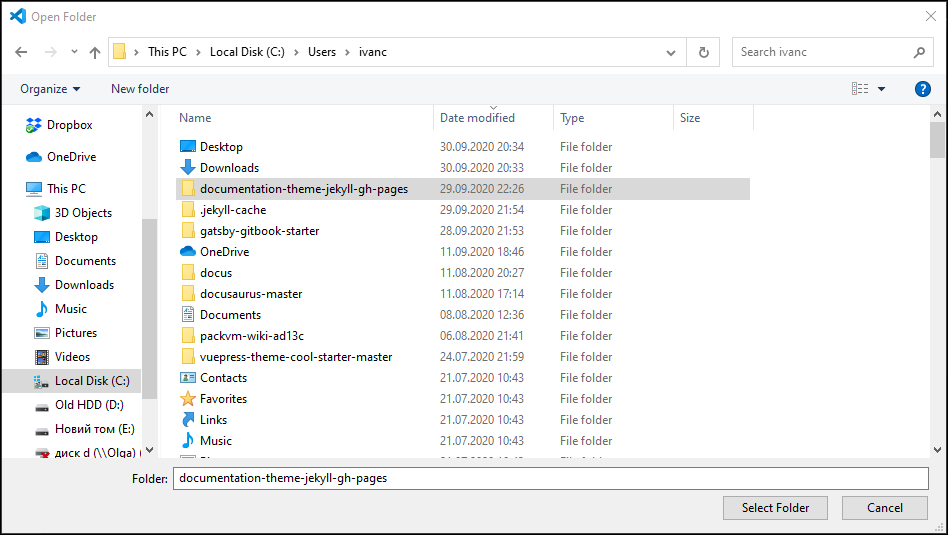 Open Folder
This PC > Local Disk (C:) > Users > ivanc
Search ivanc
Organize
New folder
Dropbox
OneDrive
This PC
3D Objects
Desktop
Documents
Downloads
Music
Pictures
Videos
Local Disk (C:)
Old HDD (D:)
Новий том (E:)
диск d (\\Olga) (
Name Date modified Type Size
Desktop 30.09.2020 20:34 File folder
Downloads 30.09.2020 20:33 File folder
documentation-theme-jekyll-gh-pages 29.09.2020 22:26 File folder
.jekyll-cache 29.09.2020 21:54 File folder
gatsby-gitbook-starter 28.09.2020 21:53 File folder
OneDrive 11.09.2020 18:46 File folder
docus 11.08.2020 20:27 File folder
docusaurus-master 11.08.2020 17:14 File folder
Documents 08.08.2020 12:36 File folder
packvm-wiki-ad13c 06.08.2020 21:41 File folder
vuepress-theme-cool-starter-master 24.07.2020 21:59 File folder
Contacts 21.07.2020 10:43 File folder
Favorites 21.07.2020 10:43 File folder
Links 21.07.2020 10:43 File folder
Music 21.07.2020 10:43 File folder
Folder: documentation-theme-jekyll-gh-pages
Select Folder
Cancel